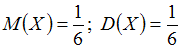 M(X) = 1/6; D(X) = 1/6